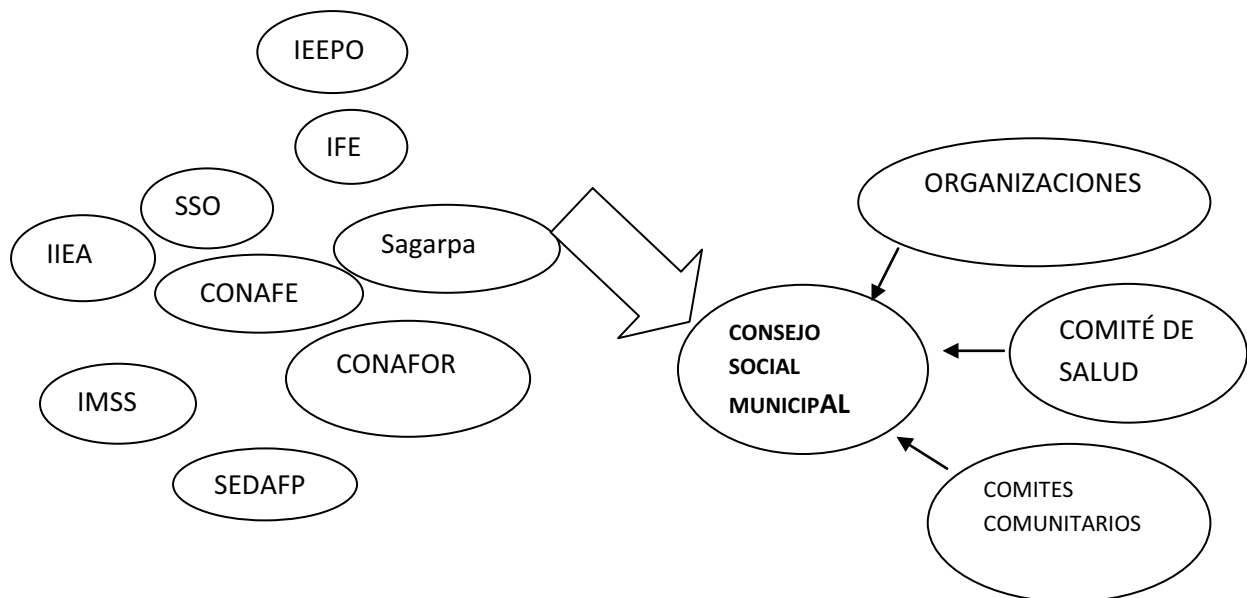 IEEPO
IFE
SSO
IIEA
Sagarpa
CONAFE
CONAFOR
IMSS
SEDAFP
ORGANIZACIONES
CONSEJO
SOCIAL
MUNICIPAL
COMITÉ DE
SALUD
COMITES
COMUNITARIOS